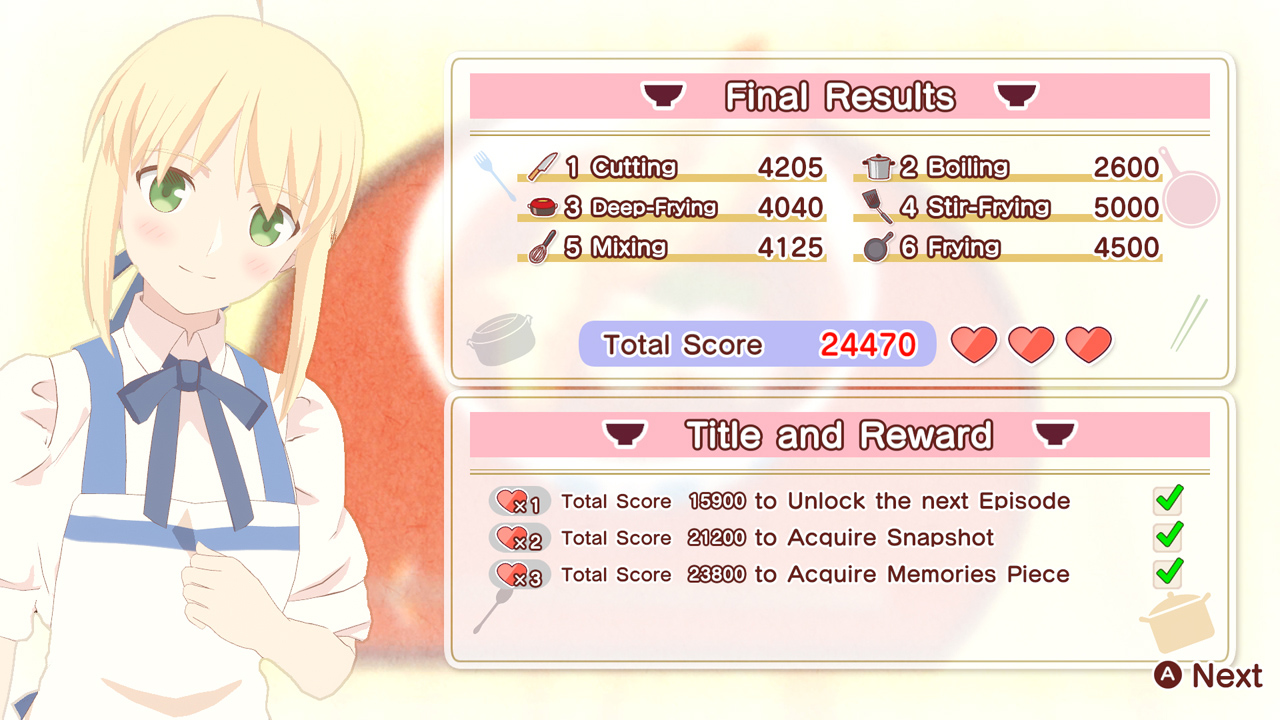 Final Results
1 Cutting 4205 2 Boiling 2600
3 Deep-Frying 4040 4 Stir-Frying 5000
5 Mixing 4125 6 Frying 4500
Total Score 24470
Title and Reward
×1 Total Score 15900 to Unlock the next Episode
×2 Total Score 21200 to Acquire Snapshot
×3 Total Score 23800 to Acquire Memories Piece
A Next